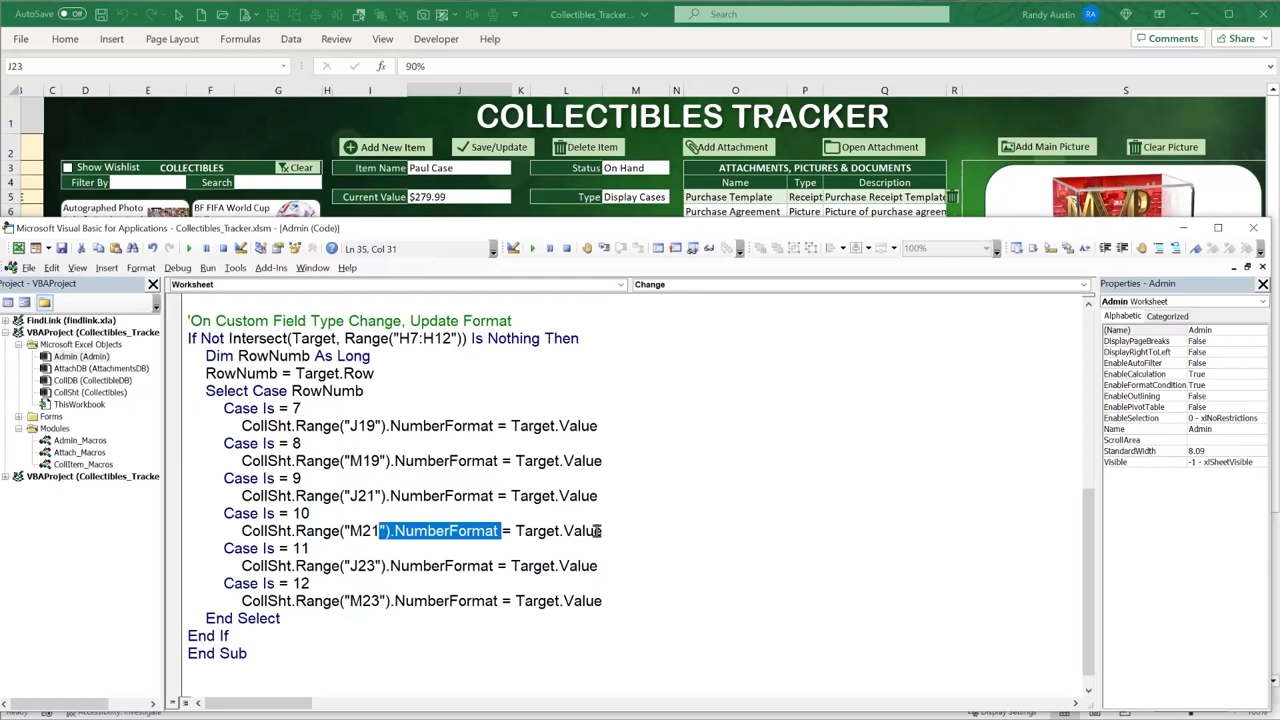 AutoSave Off Collectibles_Tracker... Search Randy Austin RA
File Home Insert Draw Page Layout Formulas Data Review View Developer Help Comments Share
J23 fx 90%
C D E F G H I J K L M N O P Q R S
1 COLLECTIBLES TRACKER
2 Add New Item Save/Update Delete Item Add Attachment Open Attachment Add Main Picture Clear Picture
3 Show Wishlist COLLECTIBLES Clear Item Name Paul Case Status On Hand ATTACHMENTS, PICTURES & DOCUMENTS
4 Filter By Search Name Type Description
5 Current Value $279.99 Type Display Cases Purchase Template Receipt Purchase Receipt Template
6 Autographed Photo BF FIFA World Cup Purchase Agreement Picture Picture of purchase agreem
Microsoft Visual Basic for Applications - Collectibles_Tracker.xlsm - [Admin (Code)]
Ln 35, Col 31 100%
File Edit View Insert Format Debug Run Tools Add-Ins Window Help
Project - VBAProject
FindLink (findlink.xla)
VBAProject (Collectibles_Tracke
Microsoft Excel Objects
Admin (Admin)
AttachDB (AttachmentsDB)
CollDB (CollectibleDB)
CollSht (Collectibles)
ThisWorkbook
Forms
Modules
Admin_Macros
Attach_Macros
CollItem_Macros
VBAProject (Collectibles_Tracke
Worksheet Change
'On Custom Field Type Change, Update Format
If Not Intersect(Target, Range("H7:H12")) Is Nothing Then
Dim RowNumb As Long
RowNumb = Target.Row
Select Case RowNumb
Case Is = 7
CollSht.Range("J19").NumberFormat = Target.Value
Case Is = 8
CollSht.Range("M19").NumberFormat = Target.Value
Case Is = 9
CollSht.Range("J21").NumberFormat = Target.Value
Case Is = 10
CollSht.Range("M21").NumberFormat = Target.Value
Case Is = 11
CollSht.Range("J23").NumberFormat = Target.Value
Case Is = 12
CollSht.Range("M23").NumberFormat = Target.Value
End Select
End If
End Sub
Properties - Admin
Admin Worksheet
Alphabetic Categorized
(Name) Admin
DisplayPageBreaks False
DisplayRightToLeft False
EnableAutoFilter False
EnableCalculation True
EnableFormatCondition True
EnableOutlining False
EnablePivotTable False
EnableSelection 0 - xlNoRestrictions
Name Admin
ScrollArea
StandardWidth 8.09
Visible -1 - xlSheetVisible